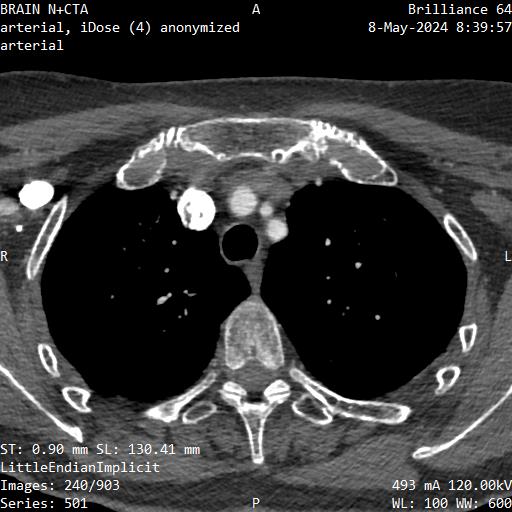 BRAIN N+CTA A Brilliance 64
arterial, iDose (4) anonymized 8-May-2024 8:39:57
arterial
R L
ST: 0.90 mm SL: 130.41 mm
LittleEndianImplicit
Images: 240/903 493 mA 120.00kV
Series: 501 P WL: 100 WW: 600